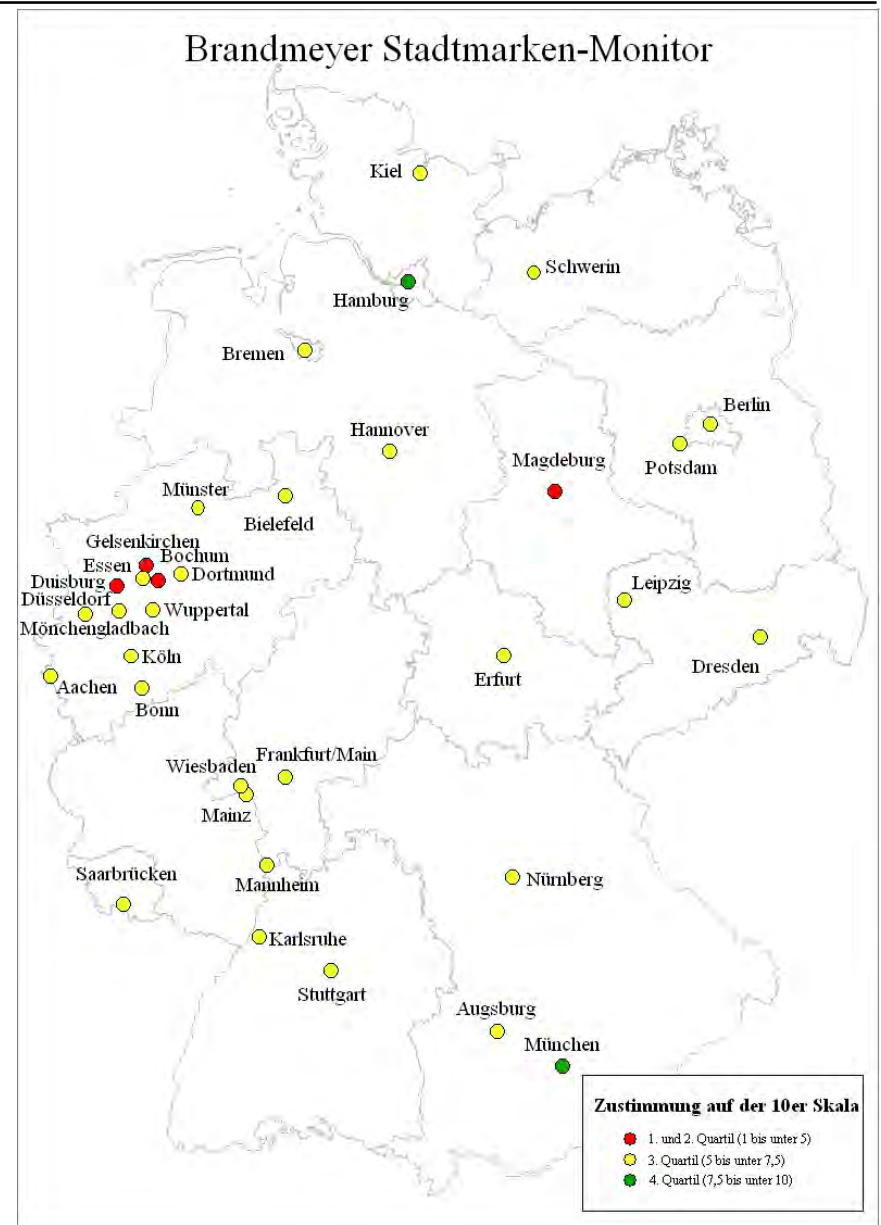 Brandmeyer Stadtmarken-Monitor
Kiel
Schwerin
Hamburg
Bremen
Berlin
Hannover
Potsdam
Magdeburg
Münster
Bielefeld
Gelsenkirchen
Essen
Bochum
Duisburg
Dortmund
Düsseldorf
Wuppertal
Mönchengladbach
Leipzig
Köln
Dresden
Erfurt
Aachen
Bonn
Frankfurt/Main
Wiesbaden
Mainz
Saarbrücken
Mannheim
Nürnberg
Karlsruhe
Stuttgart
Augsburg
München
Zustimmung auf der 10er Skala
1. und 2. Quartil (1 bis unter 5)
3. Quartil (5 bis unter 7,5)
4. Quartil (7,5 bis unter 10)